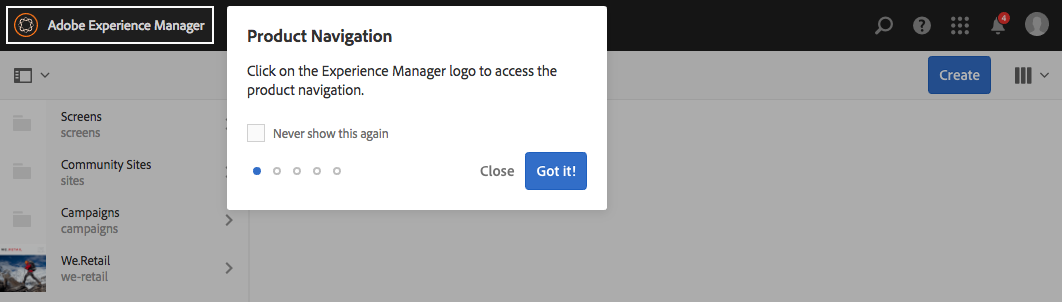 Adobe Experience Manager
4
Product Navigation
Click on the Experience Manager logo to access the
product navigation.
Never show this again
Close
Got it!
Create
Screens
screens
Community Sites
sites
Campaigns
campaigns
We.Retail
we-retail